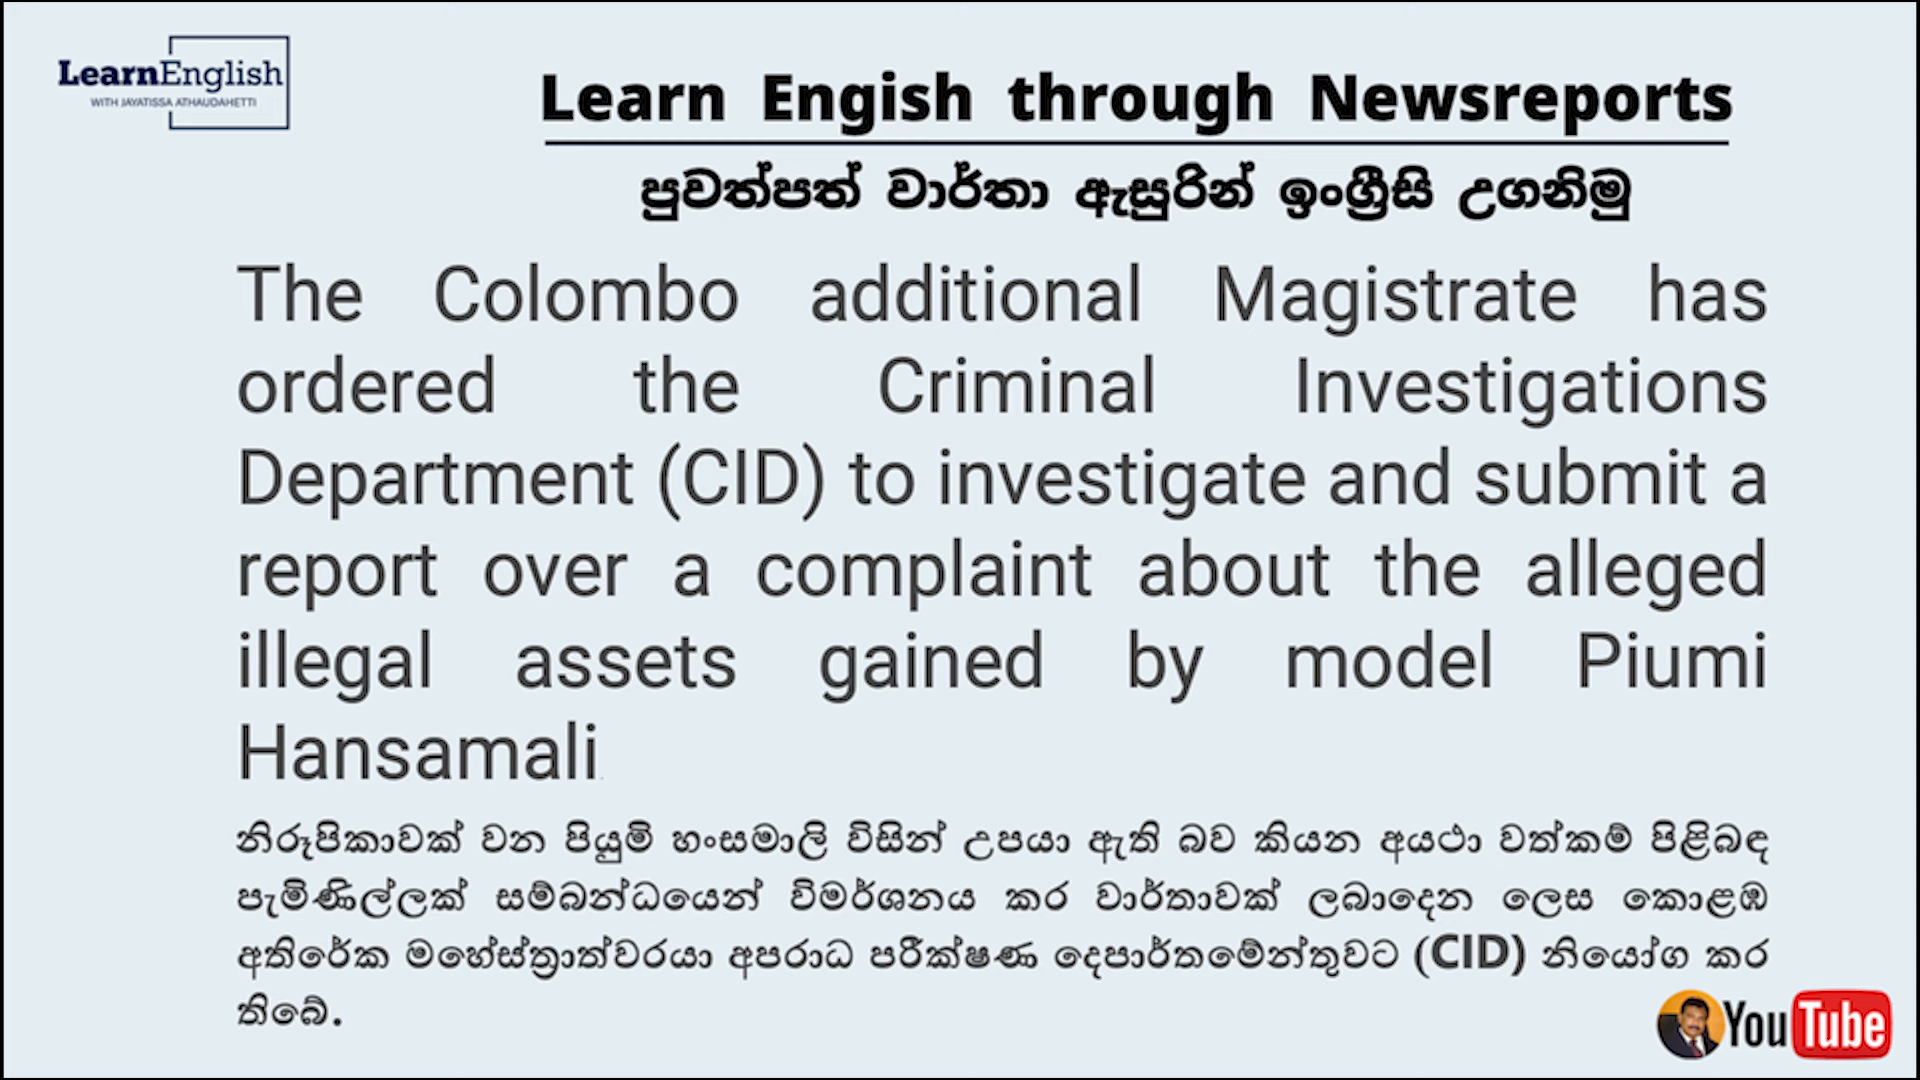 LearnEnglish
WITH JAYATISSA ATHAUDAHETTI
Learn Engish through Newsreports
පුවත්පත් වාර්තා ඇසුරින් ඉංග්‍රීසි උගනිමු
The Colombo additional Magistrate has
ordered the Criminal Investigations
Department (CID) to investigate and submit a
report over a complaint about the alleged
illegal assets gained by model Piumi
Hansamali
නිරූපිකාවක් වන පියුමි හංසමාලි විසින් උපයා ඇති බව කියන අයථා වත්කම් පිළිබඳ
පැමිණිල්ලක් සම්බන්ධයෙන් විමර්ශනය කර වාර්තාවක් ලබාදෙන ලෙස කොළඹ
අතිරේක මහේස්ත්‍රාත්වරයා අපරාධ පරීක්ෂණ දෙපාර්තමේන්තුවට (CID) නියෝග කර
තිබේ.
YouTube